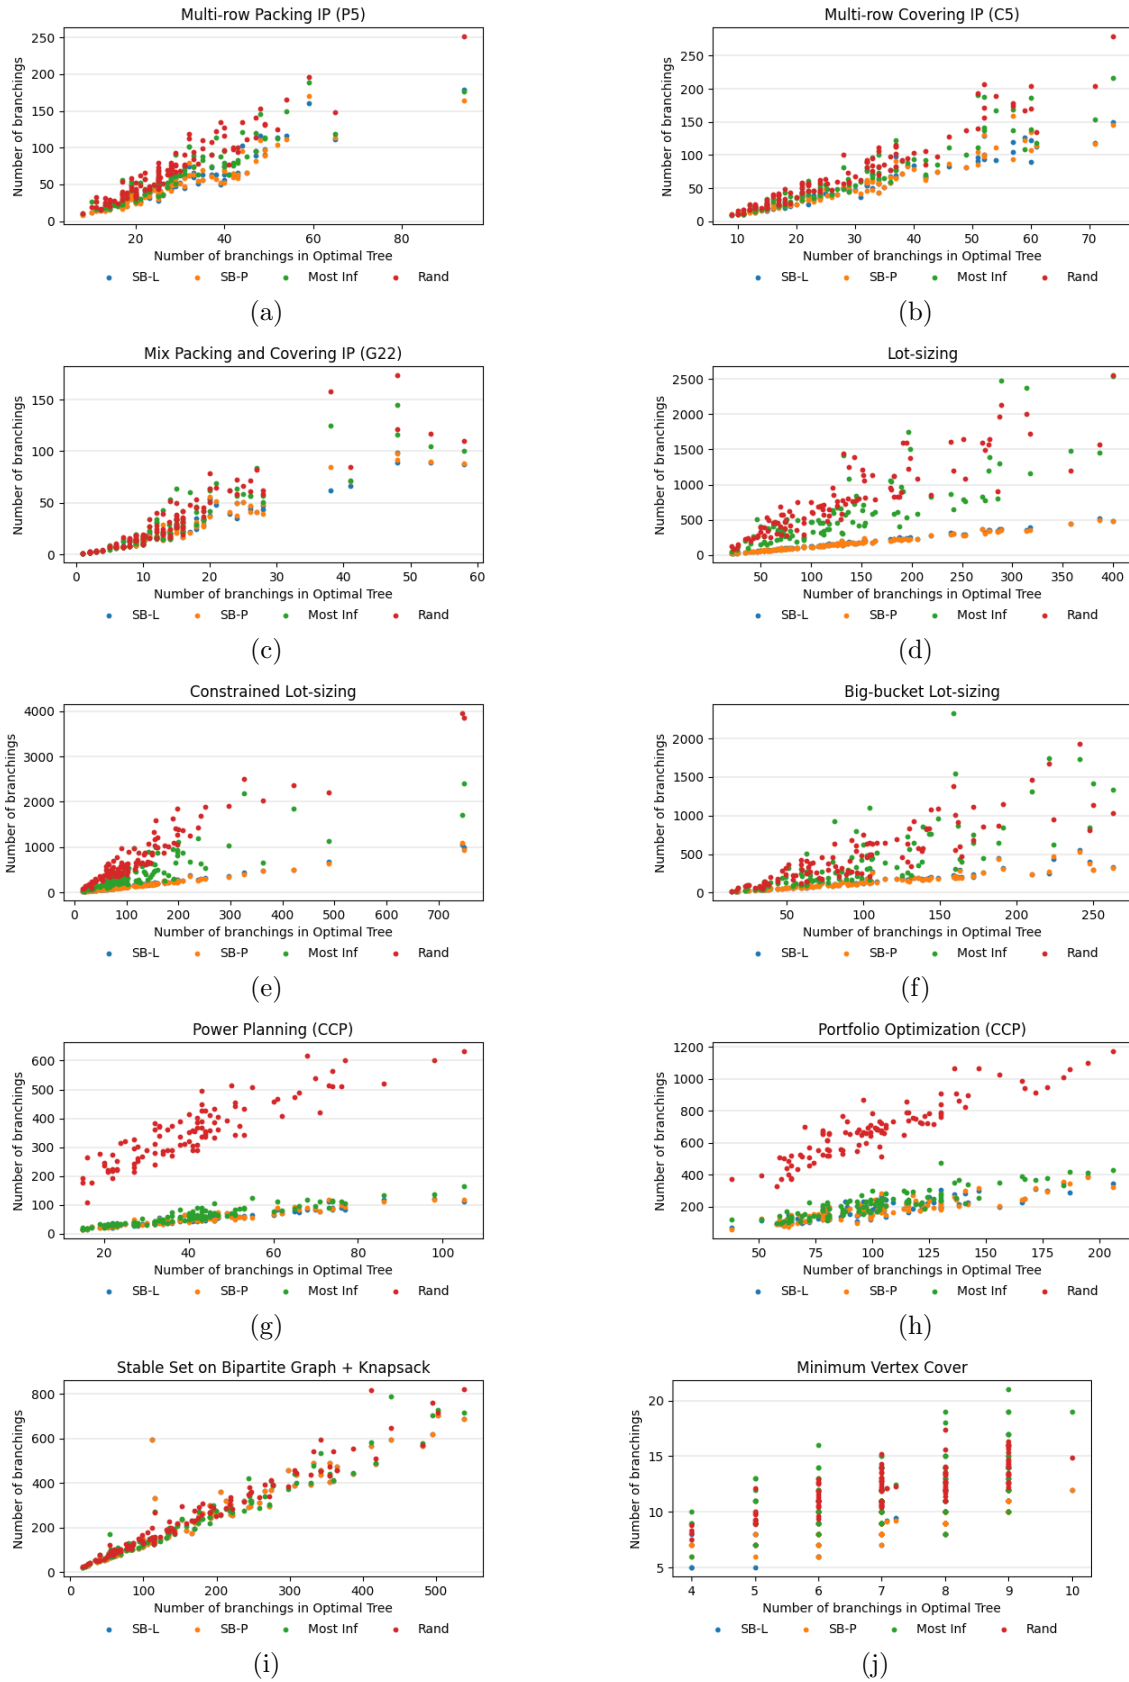 Multi-row Packing IP (P5)
Number of branchings
250
200
150
100
50
0
20 40 60 80
Number of branchings in Optimal Tree
SB-L SB-P Most Inf Rand
(a)
Multi-row Covering IP (C5)
Number of branchings
250
200
150
100
50
0
10 20 30 40 50 60 70
Number of branchings in Optimal Tree
SB-L SB-P Most Inf Rand
(b)
Mix Packing and Covering IP (G22)
Number of branchings
150
100
50
0
0 10 20 30 40 50 60
Number of branchings in Optimal Tree
SB-L SB-P Most Inf Rand
(c)
Lot-sizing
Number of branchings
2500
2000
1500
1000
500
0
50 100 150 200 250 300 350 400
Number of branchings in Optimal Tree
SB-L SB-P Most Inf Rand
(d)
Constrained Lot-sizing
Number of branchings
4000
3000
2000
1000
0
0 100 200 300 400 500 600 700
Number of branchings in Optimal Tree
SB-L SB-P Most Inf Rand
(e)
Big-bucket Lot-sizing
Number of branchings
2000
1500
1000
500
0
50 100 150 200 250
Number of branchings in Optimal Tree
SB-L SB-P Most Inf Rand
(f)
Power Planning (CCP)
Number of branchings
600
500
400
300
200
100
0
20 40 60 80 100
Number of branchings in Optimal Tree
SB-L SB-P Most Inf Rand
(g)
Portfolio Optimization (CCP)
Number of branchings
1200
1000
800
600
400
200
50 75 100 125 150 175 200
Number of branchings in Optimal Tree
SB-L SB-P Most Inf Rand
(h)
Stable Set on Bipartite Graph + Knapsack
Number of branchings
800
600
400
200
0
0 100 200 300 400 500
Number of branchings in Optimal Tree
SB-L SB-P Most Inf Rand
(i)
Minimum Vertex Cover
Number of branchings
20
15
10
5
4 5 6 7 8 9 10
Number of branchings in Optimal Tree
SB-L SB-P Most Inf Rand
(j)